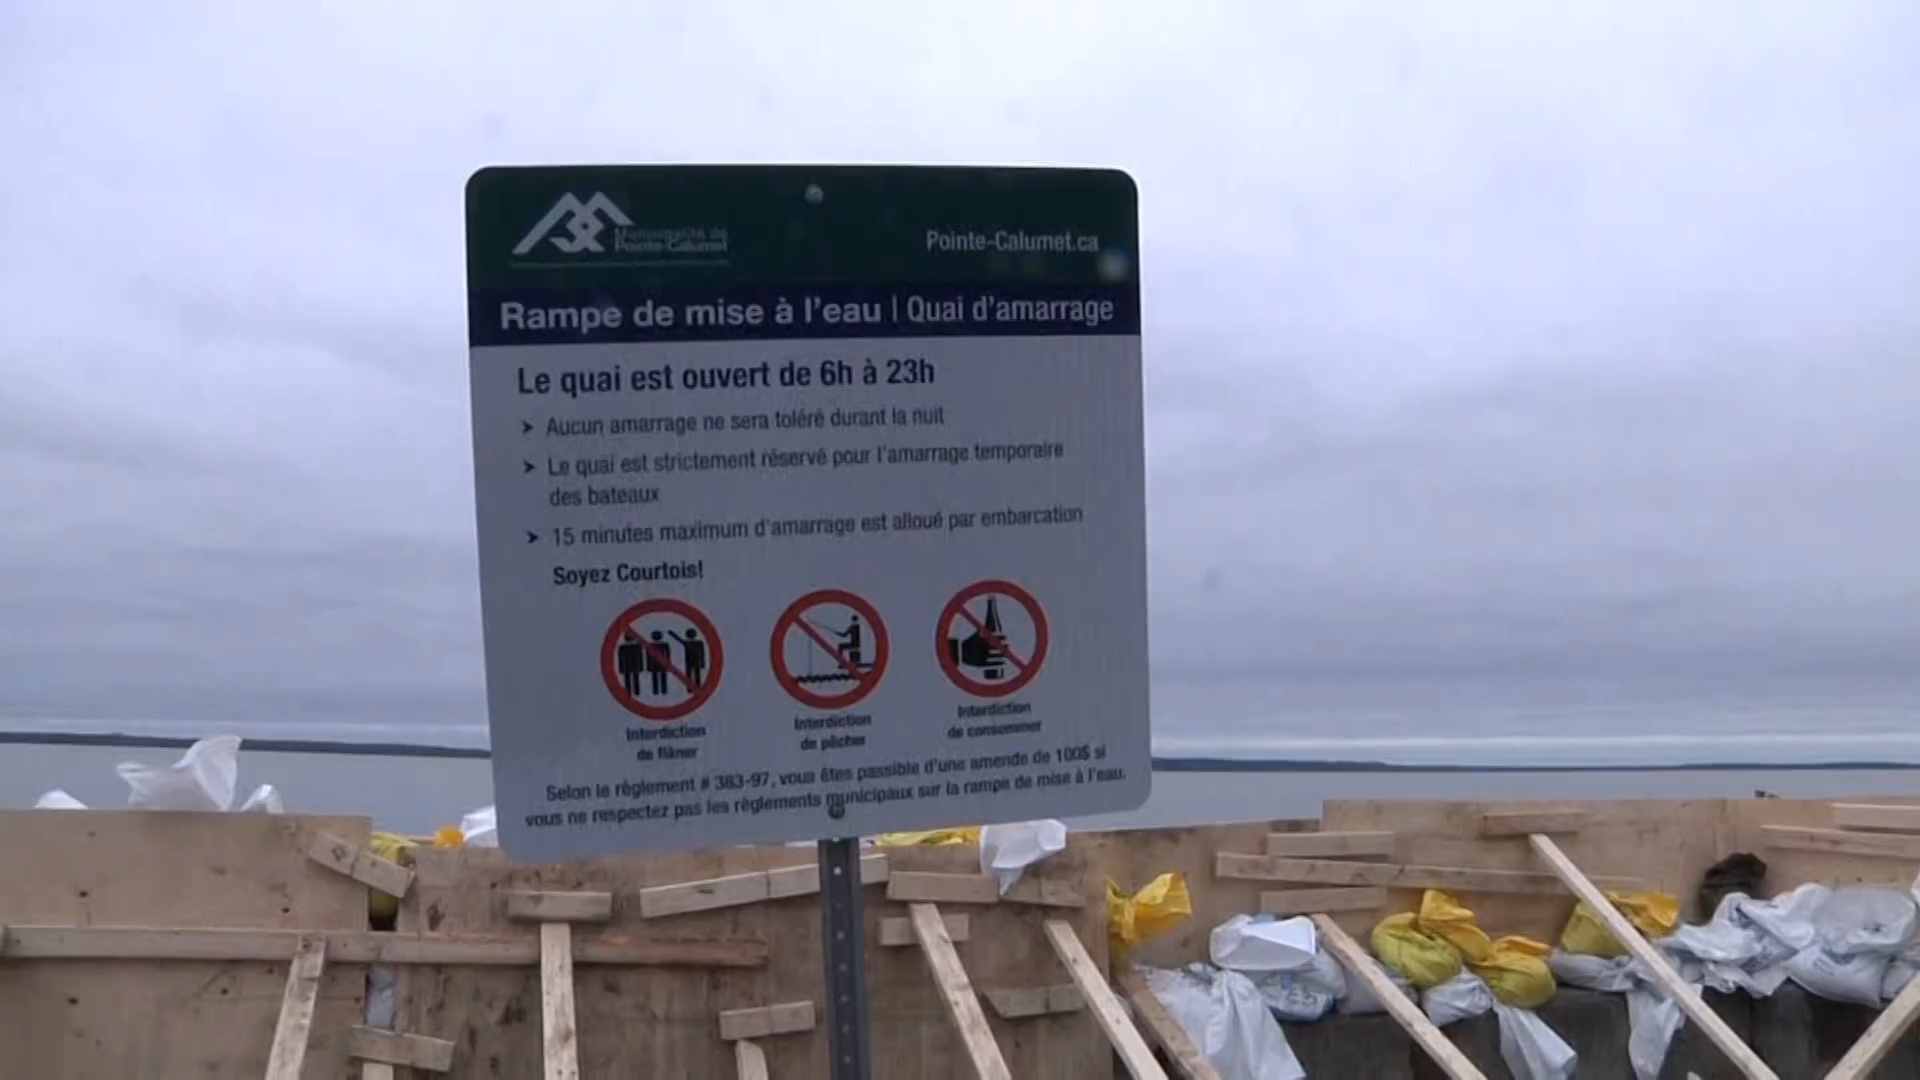 Municipalité de
Pointe-Calumet
Pointe-Calumet.ca
Rampe de mise à l'eau | Quai d'amarrage
Le quai est ouvert de 6h à 23h
➤ Aucun amarrage ne sera toléré durant la nuit
➤ Le quai est strictement réservé pour l'amarrage temporaire
des bateaux
➤ 15 minutes maximum d'amarrage est alloué par embarcation
Soyez Courtois!
Interdiction
de flâner
Interdiction
de pêcher
Interdiction
de consommer
Selon le règlement # 383-97, vous êtes passible d'une amende de 100$ si
vous ne respectez pas les règlements municipaux sur la rampe de mise à l'eau.